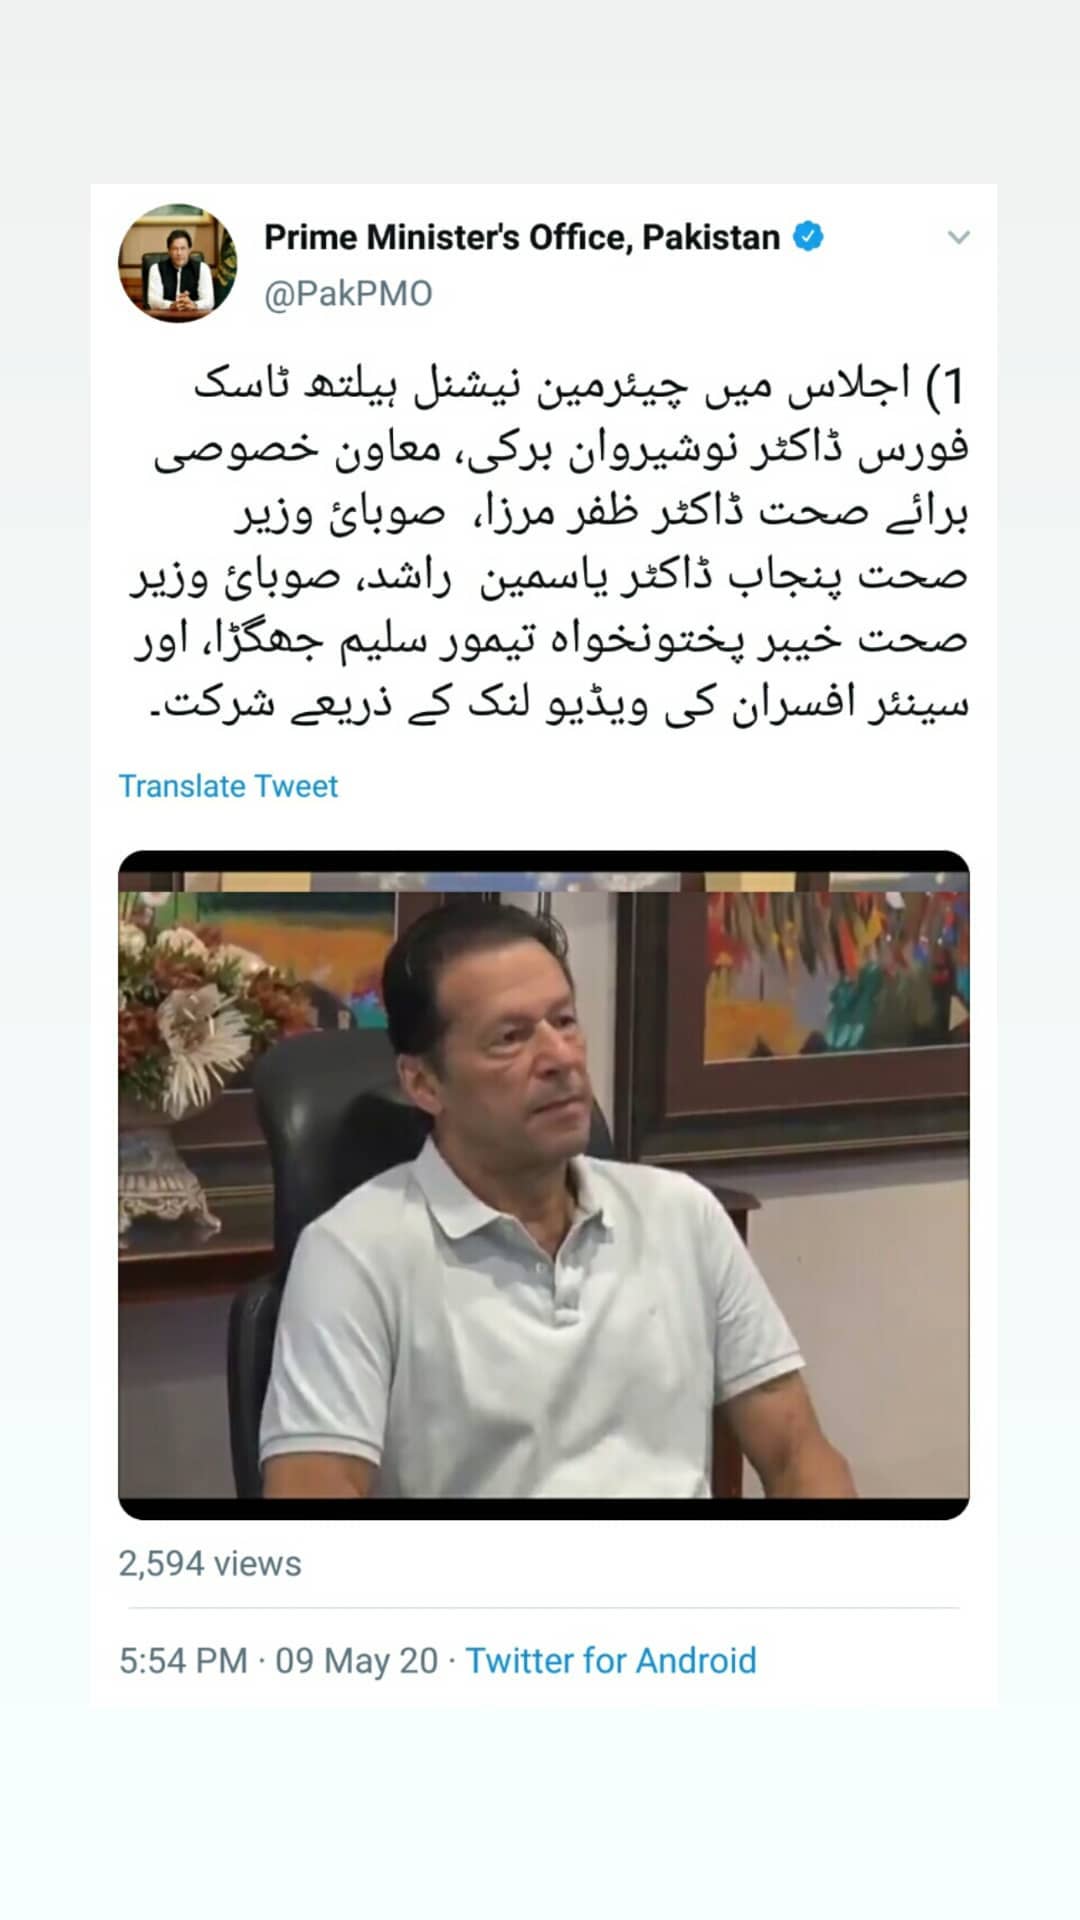 Prime Minister's Office, Pakistan
@PakPMO
1) اجلاس میں چیئرمین نیشنل ہیلتھ ٹاسک
فورس ڈاکٹر نوشیروان برکی، معاون خصوصی
برائے صحت ڈاکٹر ظفر مرزا،  صوبائ وزیر
صحت پنجاب ڈاکٹر یاسمین  راشد، صوبائ وزیر
صحت خیبر پختونخواہ تیمور سلیم جھگڑا، اور
سینئر افسران کی ویڈیو لنک کے ذریعے شرکت۔
Translate Tweet
2,594 views
5:54 PM · 09 May 20 · Twitter for Android